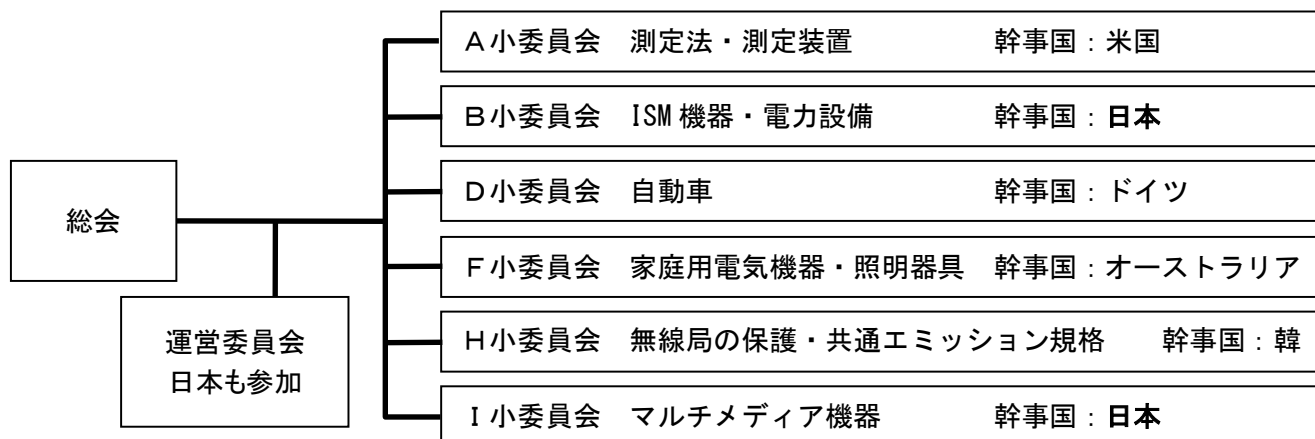 A小委員会 測定法・測定装置 幹事国：米国
B小委員会 ISM機器・電力設備 幹事国：日本
D小委員会 自動車 幹事国：ドイツ
総会
F小委員会 家庭用電気機器・照明器具 幹事国：オーストラリア
運営委員会
日本も参加
H小委員会 無線局の保護・共通エミッション規格 幹事国：韓
I小委員会 マルチメディア機器 幹事国：日本